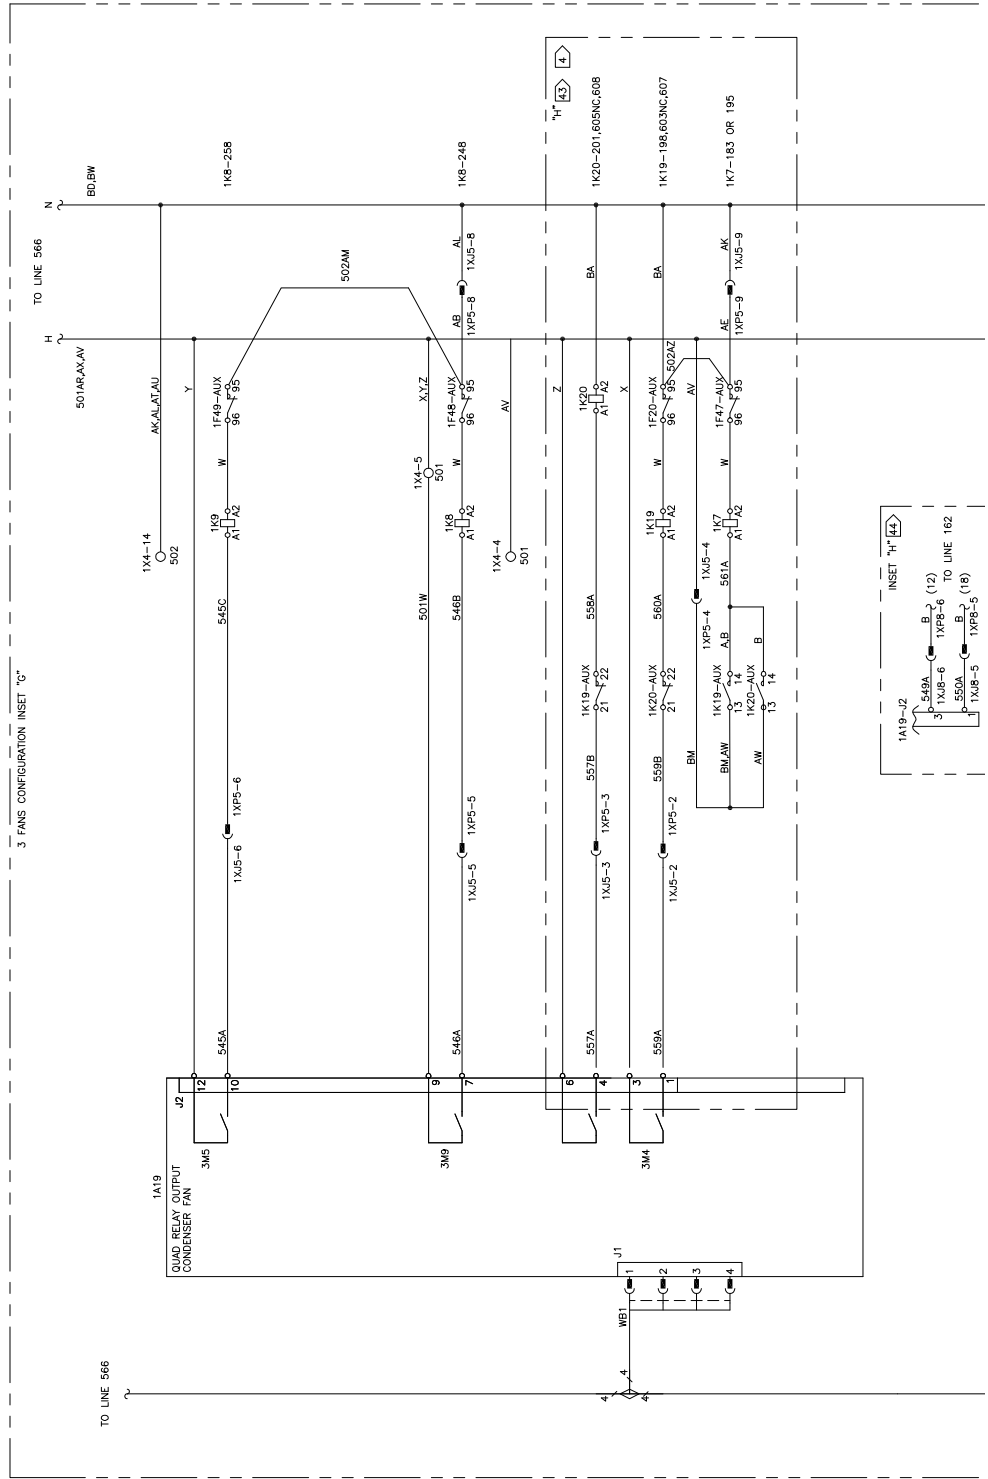 3 FANS CONFIGURATION INSET "G"
TO LINE 566
TO LINE 566
H
N
501AR,AX,AV
BD,BW
1X4-14
502
AK,AL,AT,AU
1A19
QUAD RELAY OUTPUT
CONDENSER FAN
J2
12
Y
3M5
10
545A
1XJ5-6
1XP5-6
545C
1K9
A1
A2
W
1F49-AUX
96
95
1K8-258
502AM
9
501W
1X4-5
501
X,Y,Z
3M9
7
546A
1XJ5-5
1XP5-5
546B
1K8
A1
A2
W
1F48-AUX
96
95
AB
1XP5-8
AL
1XJ5-8
1K8-248
1X4-4
501
AV
"H"
43
4
6
Z
4
557A
1XJ5-3
1XP5-3
557B
1K19-AUX
21
22
558A
1K20
A1
A2
BA
1K20-201,605NC,608
3
X
3M4
1
559A
1XJ5-2
1XP5-2
559B
1K20-AUX
21
22
560A
1K19
A1
A2
W
1F20-AUX
96
95
502AZ
BA
1K19-198,603NC,607
BM
1XP5-4
1XJ5-4
AV
BM,AW
1K19-AUX
13
14
A,B
561A
1K7
A1
A2
W
1F47-AUX
96
95
AE
1XP5-9
AK
1XJ5-9
1K7-183 OR 195
AW
1K20-AUX
13
14
B
J1
1
2
3
4
WB1
4
4
4
INSET "H"
44
1A19-J2
3
549A
1XJ8-6
B
1XP8-6
(12)
TO LINE 162
1
550A
1XJ8-5
B
1XP8-5
(18)